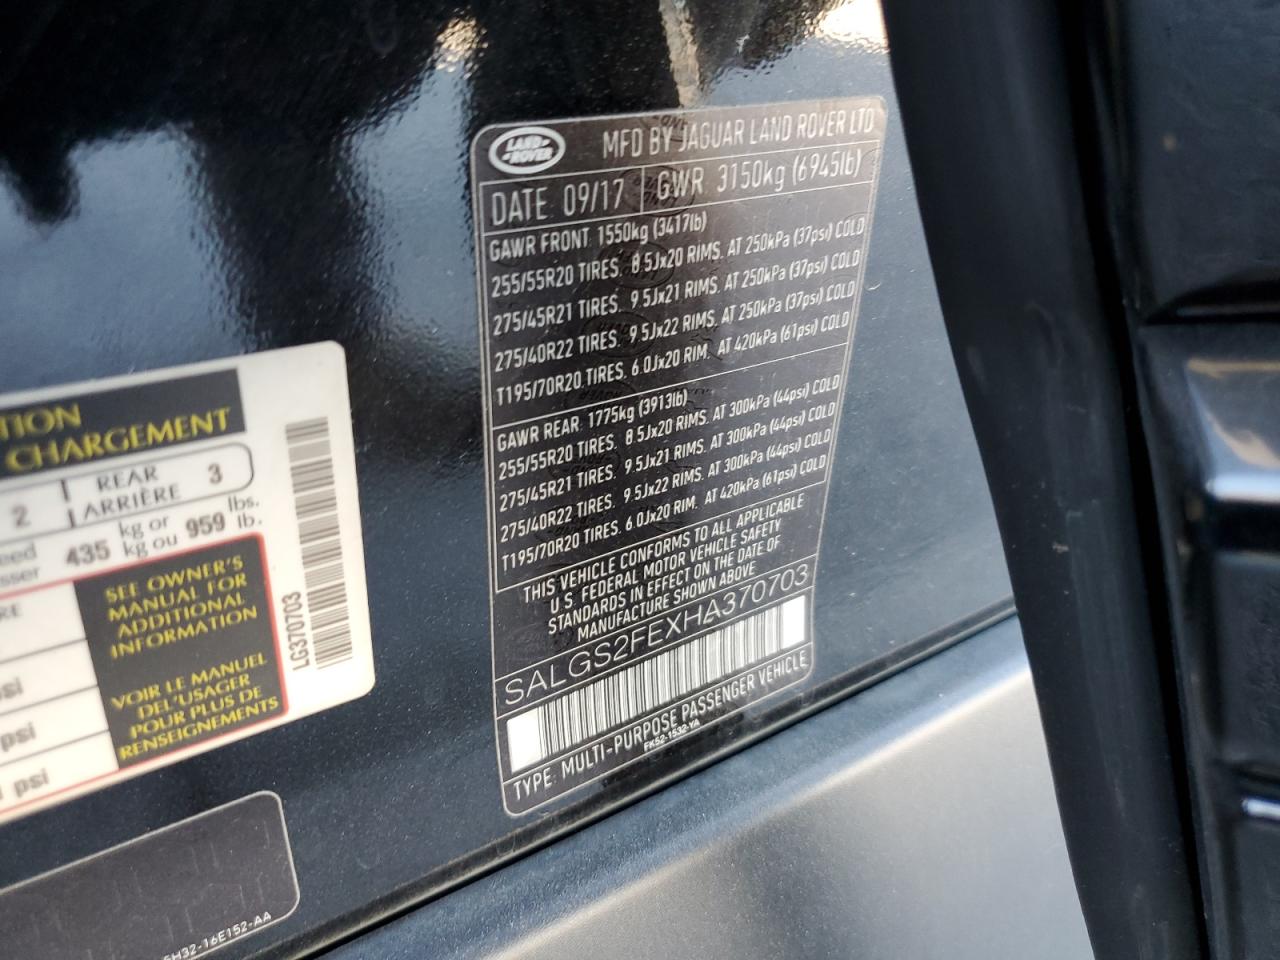 LAND ROVER
MFD BY JAGUAR LAND ROVER LTD
DATE 09/17 GWR 3150kg (6945lb)
GAWR FRONT 1550kg (3417lb)
255/55R20 TIRES. 8.5Jx20 RIMS. AT 250kPa (37psi) COLD
275/45R21 TIRES. 9.5Jx21 RIMS. AT 250kPa (37psi) COLD
275/40R22 TIRES. 9.5Jx22 RIMS. AT 250kPa (37psi) COLD
T195/70R20 TIRES. 6.0Jx20 RIM. AT 420kPa (61psi) COLD
GAWR REAR 1775kg (3913lb)
255/55R20 TIRES. 8.5Jx20 RIMS. AT 300kPa (44psi) COLD
275/45R21 TIRES. 9.5Jx21 RIMS. AT 300kPa (44psi) COLD
275/40R22 TIRES. 9.5Jx22 RIMS. AT 300kPa (44psi) COLD
T195/70R20 TIRES. 6.0Jx20 RIM. AT 420kPa (61psi) COLD
THIS VEHICLE CONFORMS TO ALL APPLICABLE
U.S. FEDERAL MOTOR VEHICLE SAFETY
STANDARDS IN EFFECT ON THE DATE OF
MANUFACTURE SHOWN ABOVE
SALGS2FEXHA370703
TYPE: MULTI-PURPOSE PASSENGER VEHICLE
FK52-1532-YA
TION
CHARGEMENT
2 REAR 3
ARRIÈRE
eed 435 kg or 959 lbs.
sser kg ou lb.
RE
SEE OWNER'S
MANUAL FOR
ADDITIONAL
INFORMATION
VOIR LE MANUEL
DE L'USAGER
POUR PLUS DE
RENSEIGNEMENTS
psi
psi
psi
LG370703
H32-16E152-AA